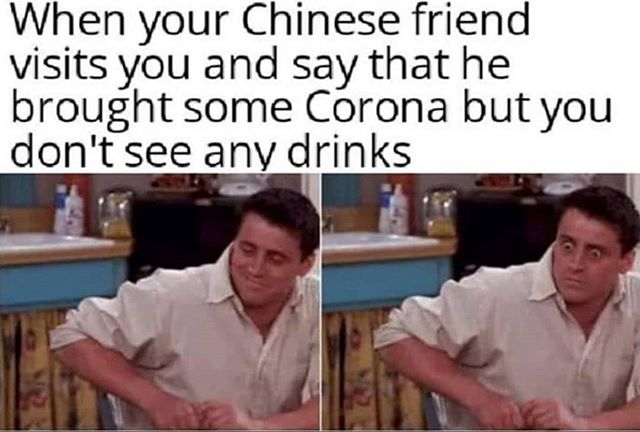 When your Chinese friend
visits you and say that he
brought some Corona but you
don't see any drinks